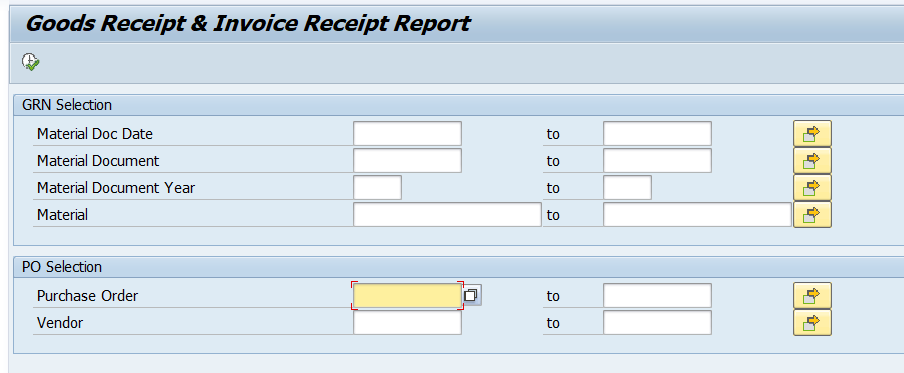 Goods Receipt & Invoice Receipt Report
GRN Selection
Material Doc Date to
Material Document to
Material Document Year to
Material to
PO Selection
Purchase Order to
Vendor to